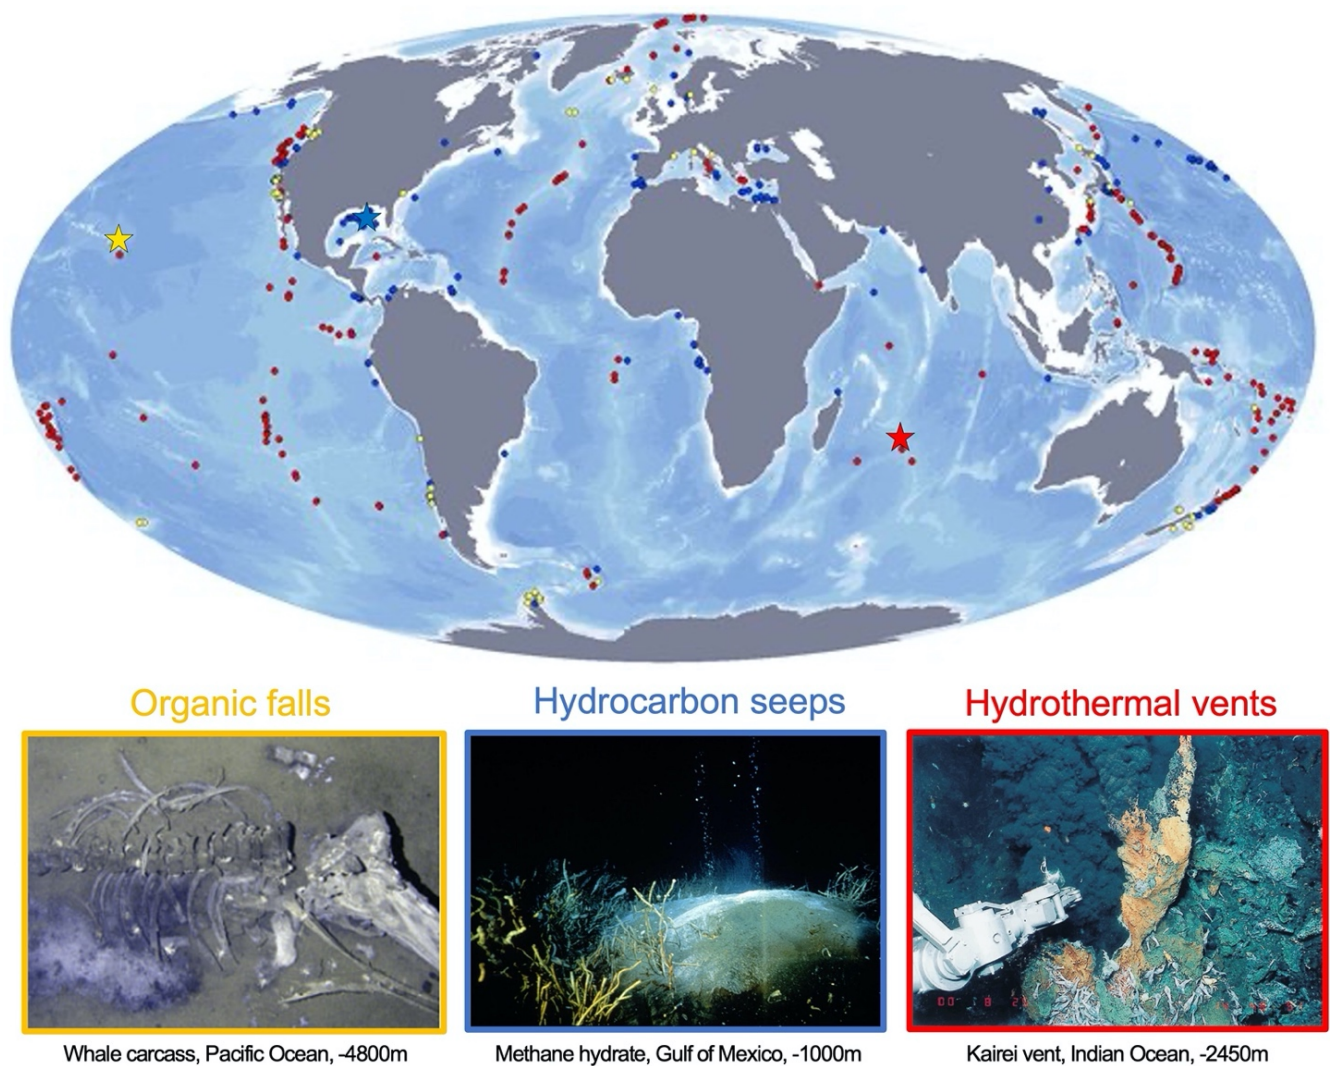 Organic falls
Hydrocarbon seeps
Hydrothermal vents
Whale carcass, Pacific Ocean, -4800m
Methane hydrate, Gulf of Mexico, -1000m
Kairei vent, Indian Ocean, -2450m